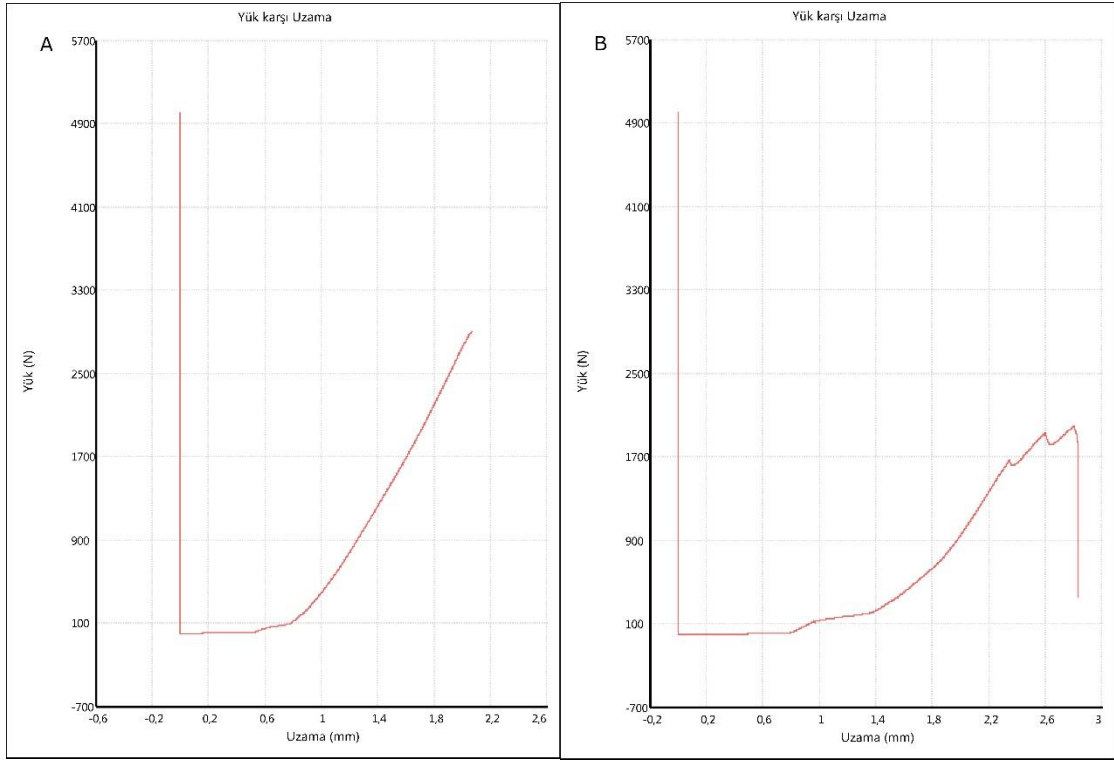 Yük karşı Uzama
A
5700
4900
4100
3300
2500
1700
900
100
-700
Yük (N)
-0,6 -0,2 0,2 0,6 1 1,4 1,8 2,2 2,6
Uzama (mm)
Yük karşı Uzama
B
5700
4900
4100
3300
2500
1700
900
100
-700
Yük (N)
-0,2 0,2 0,6 1 1,4 1,8 2,2 2,6 3
Uzama (mm)